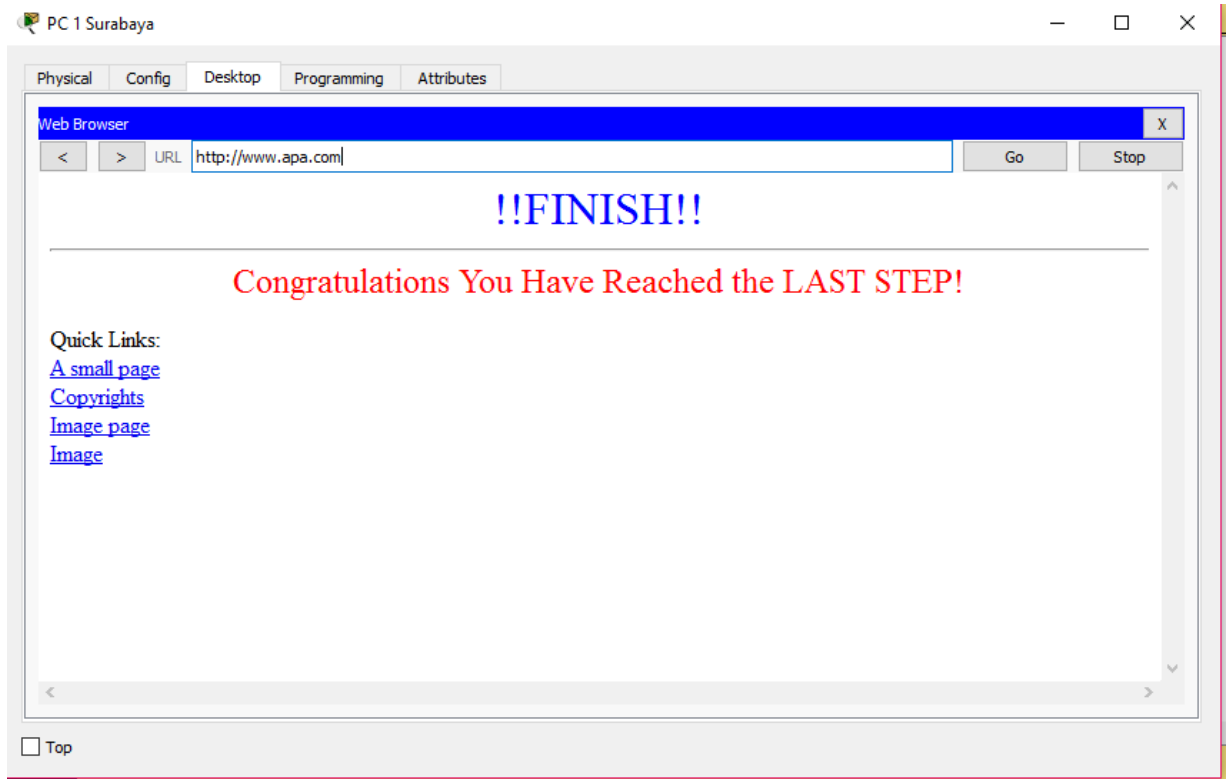 PC 1 Surabaya
Physical Config Desktop Programming Attributes
Web Browser X
< > URL http://www.apa.com Go Stop
!!FINISH!!
Congratulations You Have Reached the LAST STEP!
Quick Links:
A small page
Copyrights
Image page
Image
Top